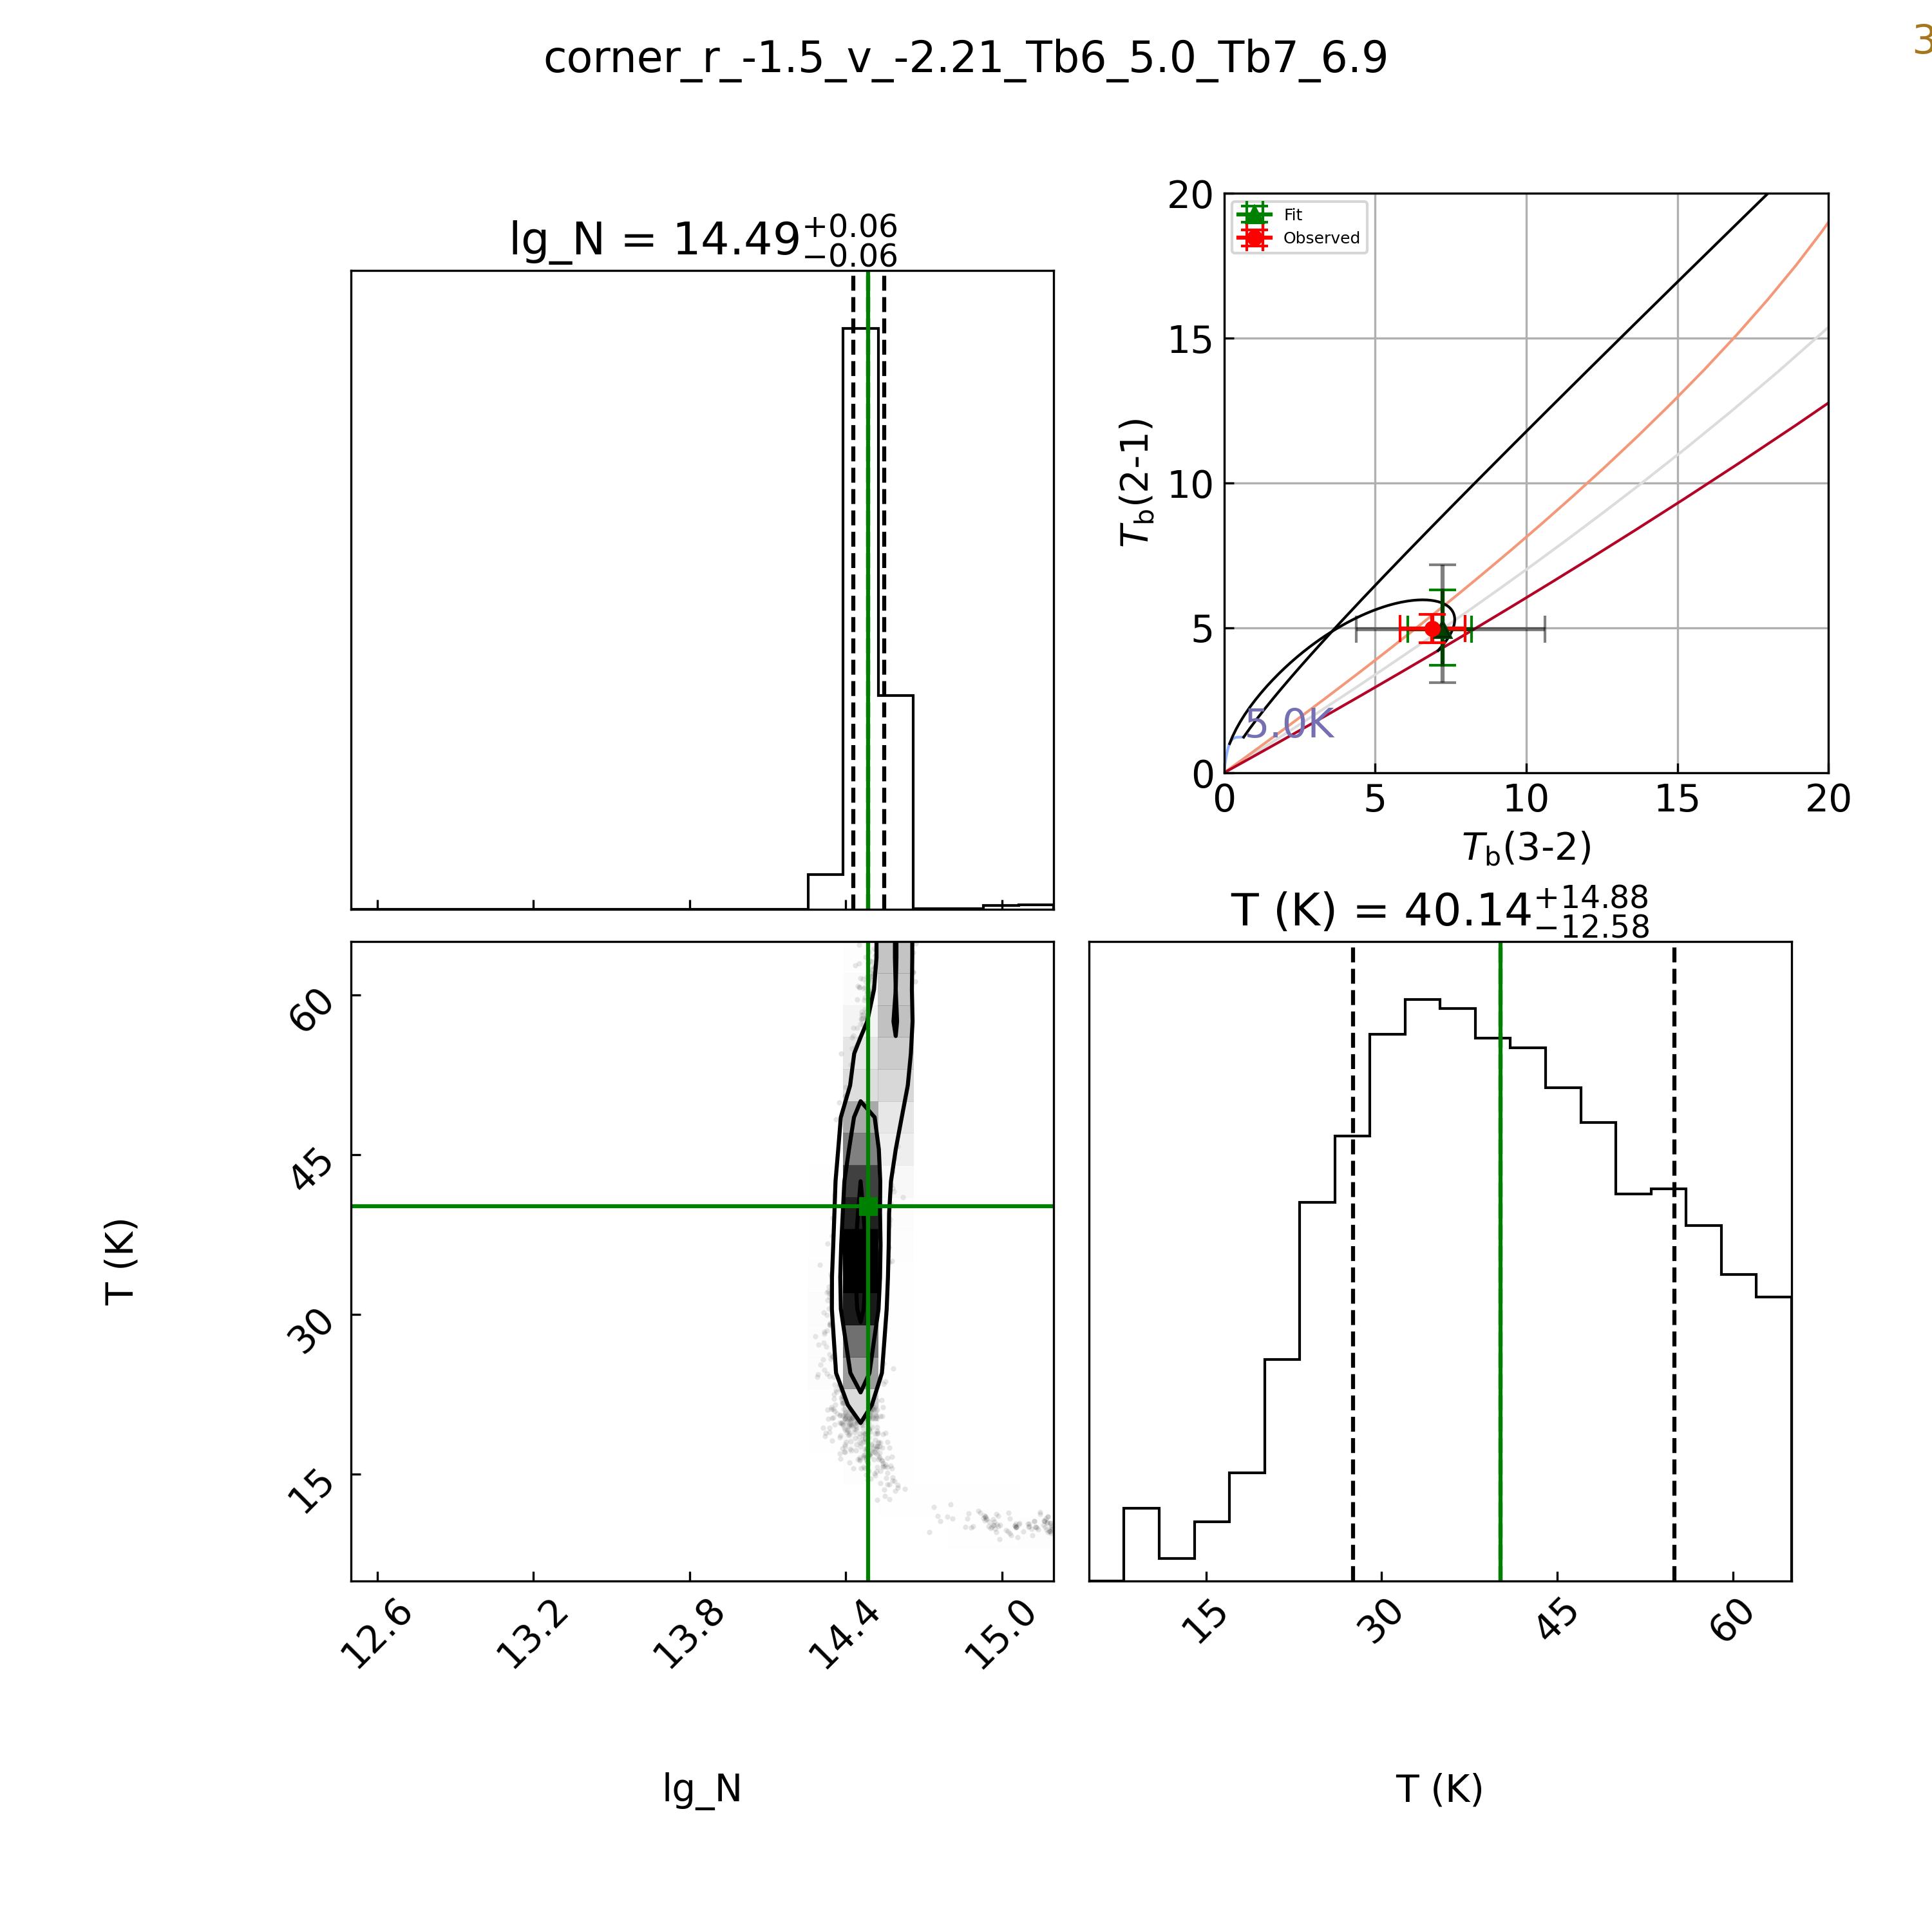 corner_r_-1.5_v_-2.21_Tb6_5.0_Tb7_6.9
3
lg_N = 14.49+0.06−0.06
20
15
10
5
0
Tb(2-1)
Fit
Observed
5.0K
0 5 10 15 20
Tb(3-2)
T (K) = 40.14+14.88−12.58
60
45
30
15
T (K)
12.6 13.2 13.8 14.4 15.0
lg_N
15 30 45 60
T (K)